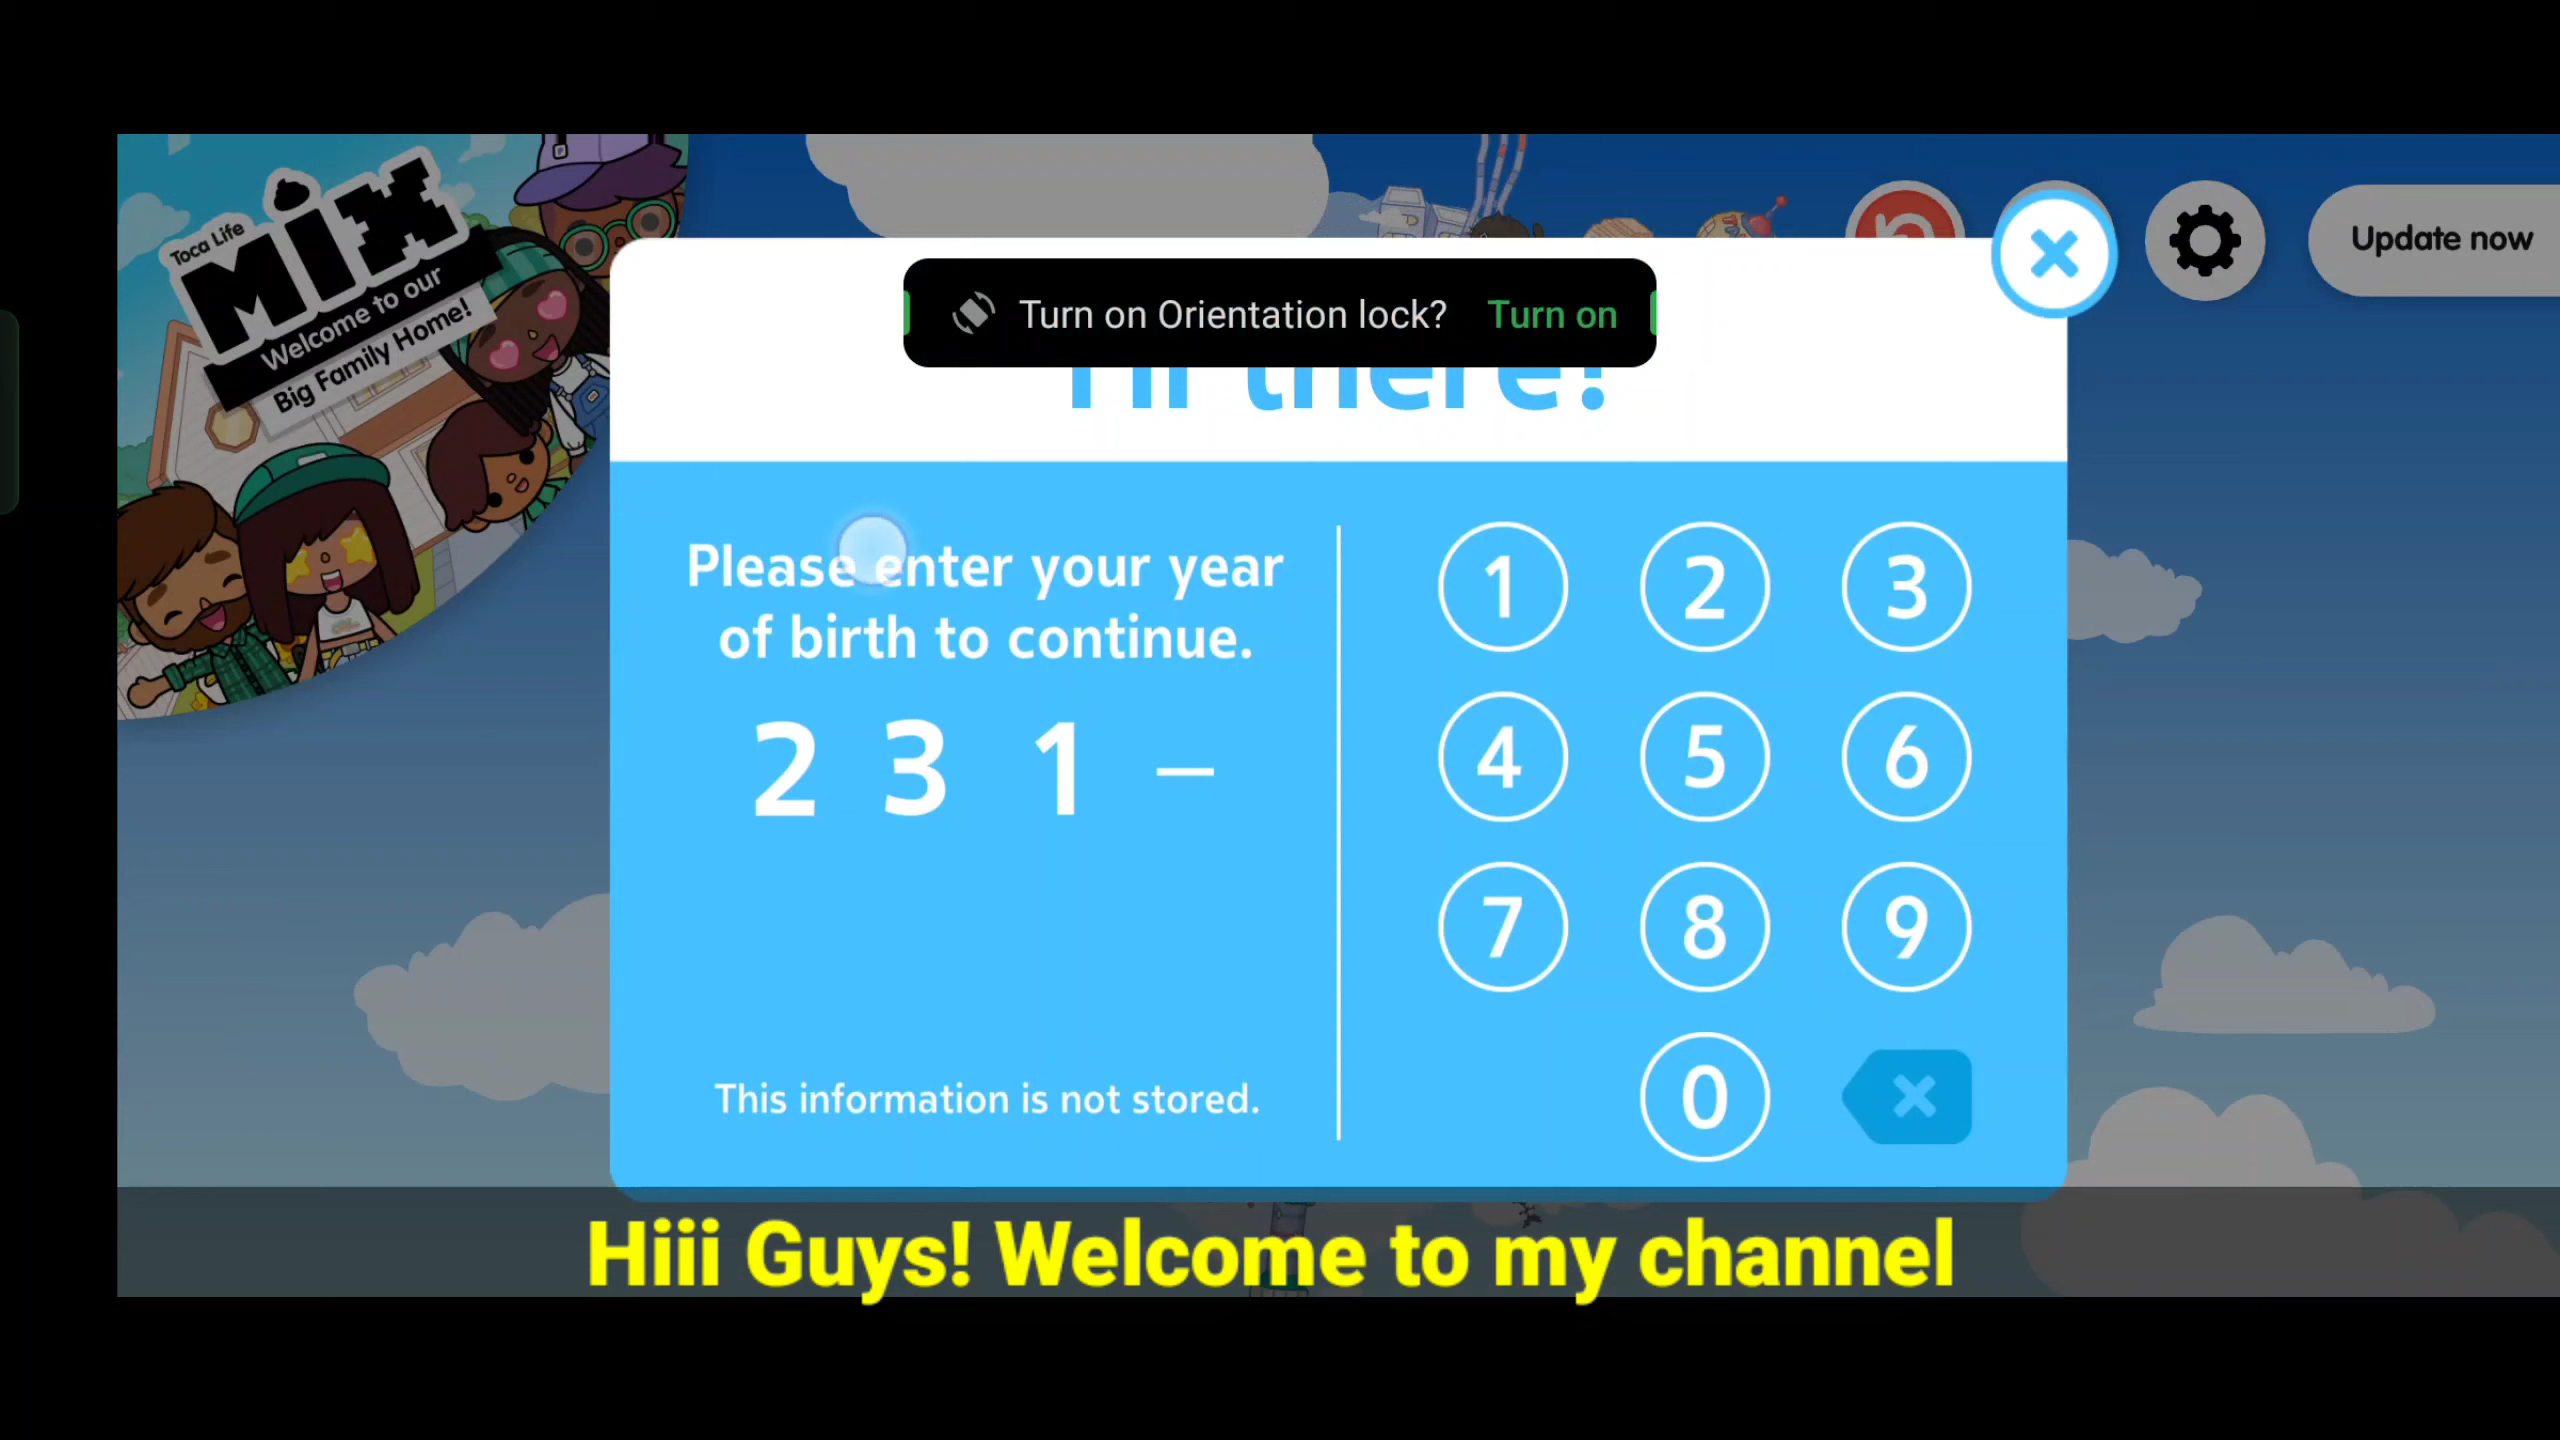 Toca Life
MiX
Welcome to our
Big Family Home!
Update now
Turn on Orientation lock? Turn on
Hi there!
Please enter your year
of birth to continue.
2 3 1 –
1 2 3
4 5 6
7 8 9
0
This information is not stored.
Hiii Guys! Welcome to my channel